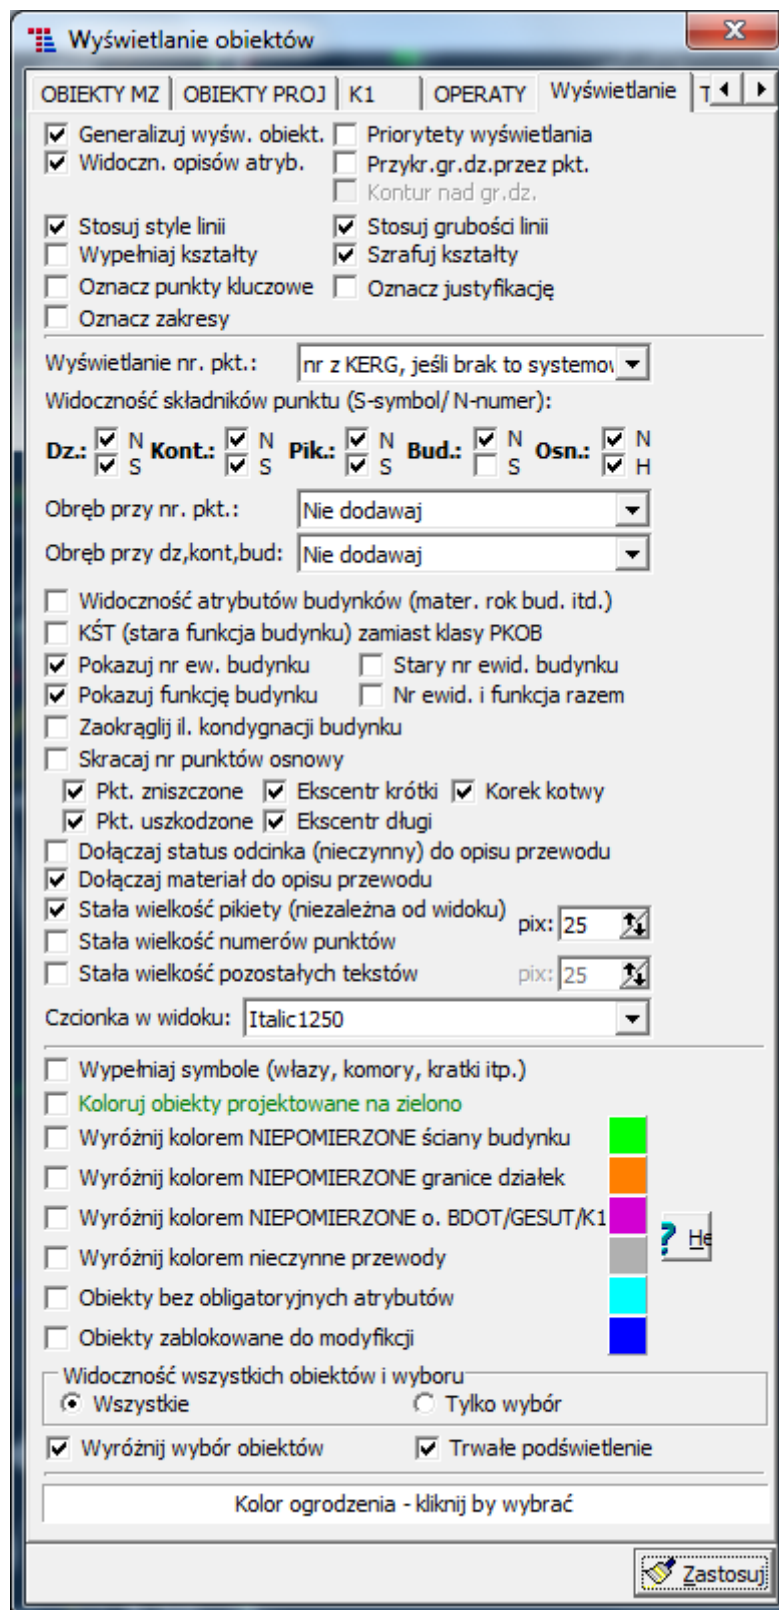 Wyświetlanie obiektów
OBIEKTY MZ OBIEKTY PROJ K1 OPERATY Wyświetlanie T
Generalizuj wyśw. obiekt. Priorytety wyświetlania
Widoczn. opisów atryb. Przykr.gr.dz.przez pkt.
Kontur nad gr.dz.
Stosuj style linii Stosuj grubości linii
Wypełniaj kształty Szrafuj kształty
Oznacz punkty kluczowe Oznacz justyfikację
Oznacz zakresy
Wyświetlanie nr. pkt.: nr z KERG, jeśli brak to systemow
Widoczność składników punktu (S-symbol/ N-numer):
Dz.: N Kont.: N Pik.: N Bud.: N Osn.: N
S S S S H
Obręb przy nr. pkt.: Nie dodawaj
Obręb przy dz,kont,bud: Nie dodawaj
Widoczność atrybutów budynków (mater. rok bud. itd.)
KŚT (stara funkcja budynku) zamiast klasy PKOB
Pokazuj nr ew. budynku Stary nr ewid. budynku
Pokazuj funkcję budynku Nr ewid. i funkcja razem
Zaokrąglij il. kondygnacji budynku
Skracaj nr punktów osnowy
Pkt. zniszczone Ekscentr krótki Korek kotwy
Pkt. uszkodzone Ekscentr długi
Dołączaj status odcinka (nieczynny) do opisu przewodu
Dołączaj materiał do opisu przewodu
Stała wielkość pikiety (niezależna od widoku) pix: 25
Stała wielkość numerów punktów
Stała wielkość pozostałych tekstów pix: 25
Czcionka w widoku: Italic1250
Wypełniaj symbole (włazy, komory, kratki itp.)
Koloruj obiekty projektowane na zielono
Wyróżnij kolorem NIEPOMIERZONE ściany budynku
Wyróżnij kolorem NIEPOMIERZONE granice działek
Wyróżnij kolorem NIEPOMIERZONE o. BDOT/GESUT/K1
? He
Wyróżnij kolorem nieczynne przewody
Obiekty bez obligatoryjnych atrybutów
Obiekty zablokowane do modyfikcji
Widoczność wszystkich obiektów i wyboru
Wszystkie Tylko wybór
Wyróżnij wybór obiektów Trwałe podświetlenie
Kolor ogrodzenia - kliknij by wybrać
Zastosuj